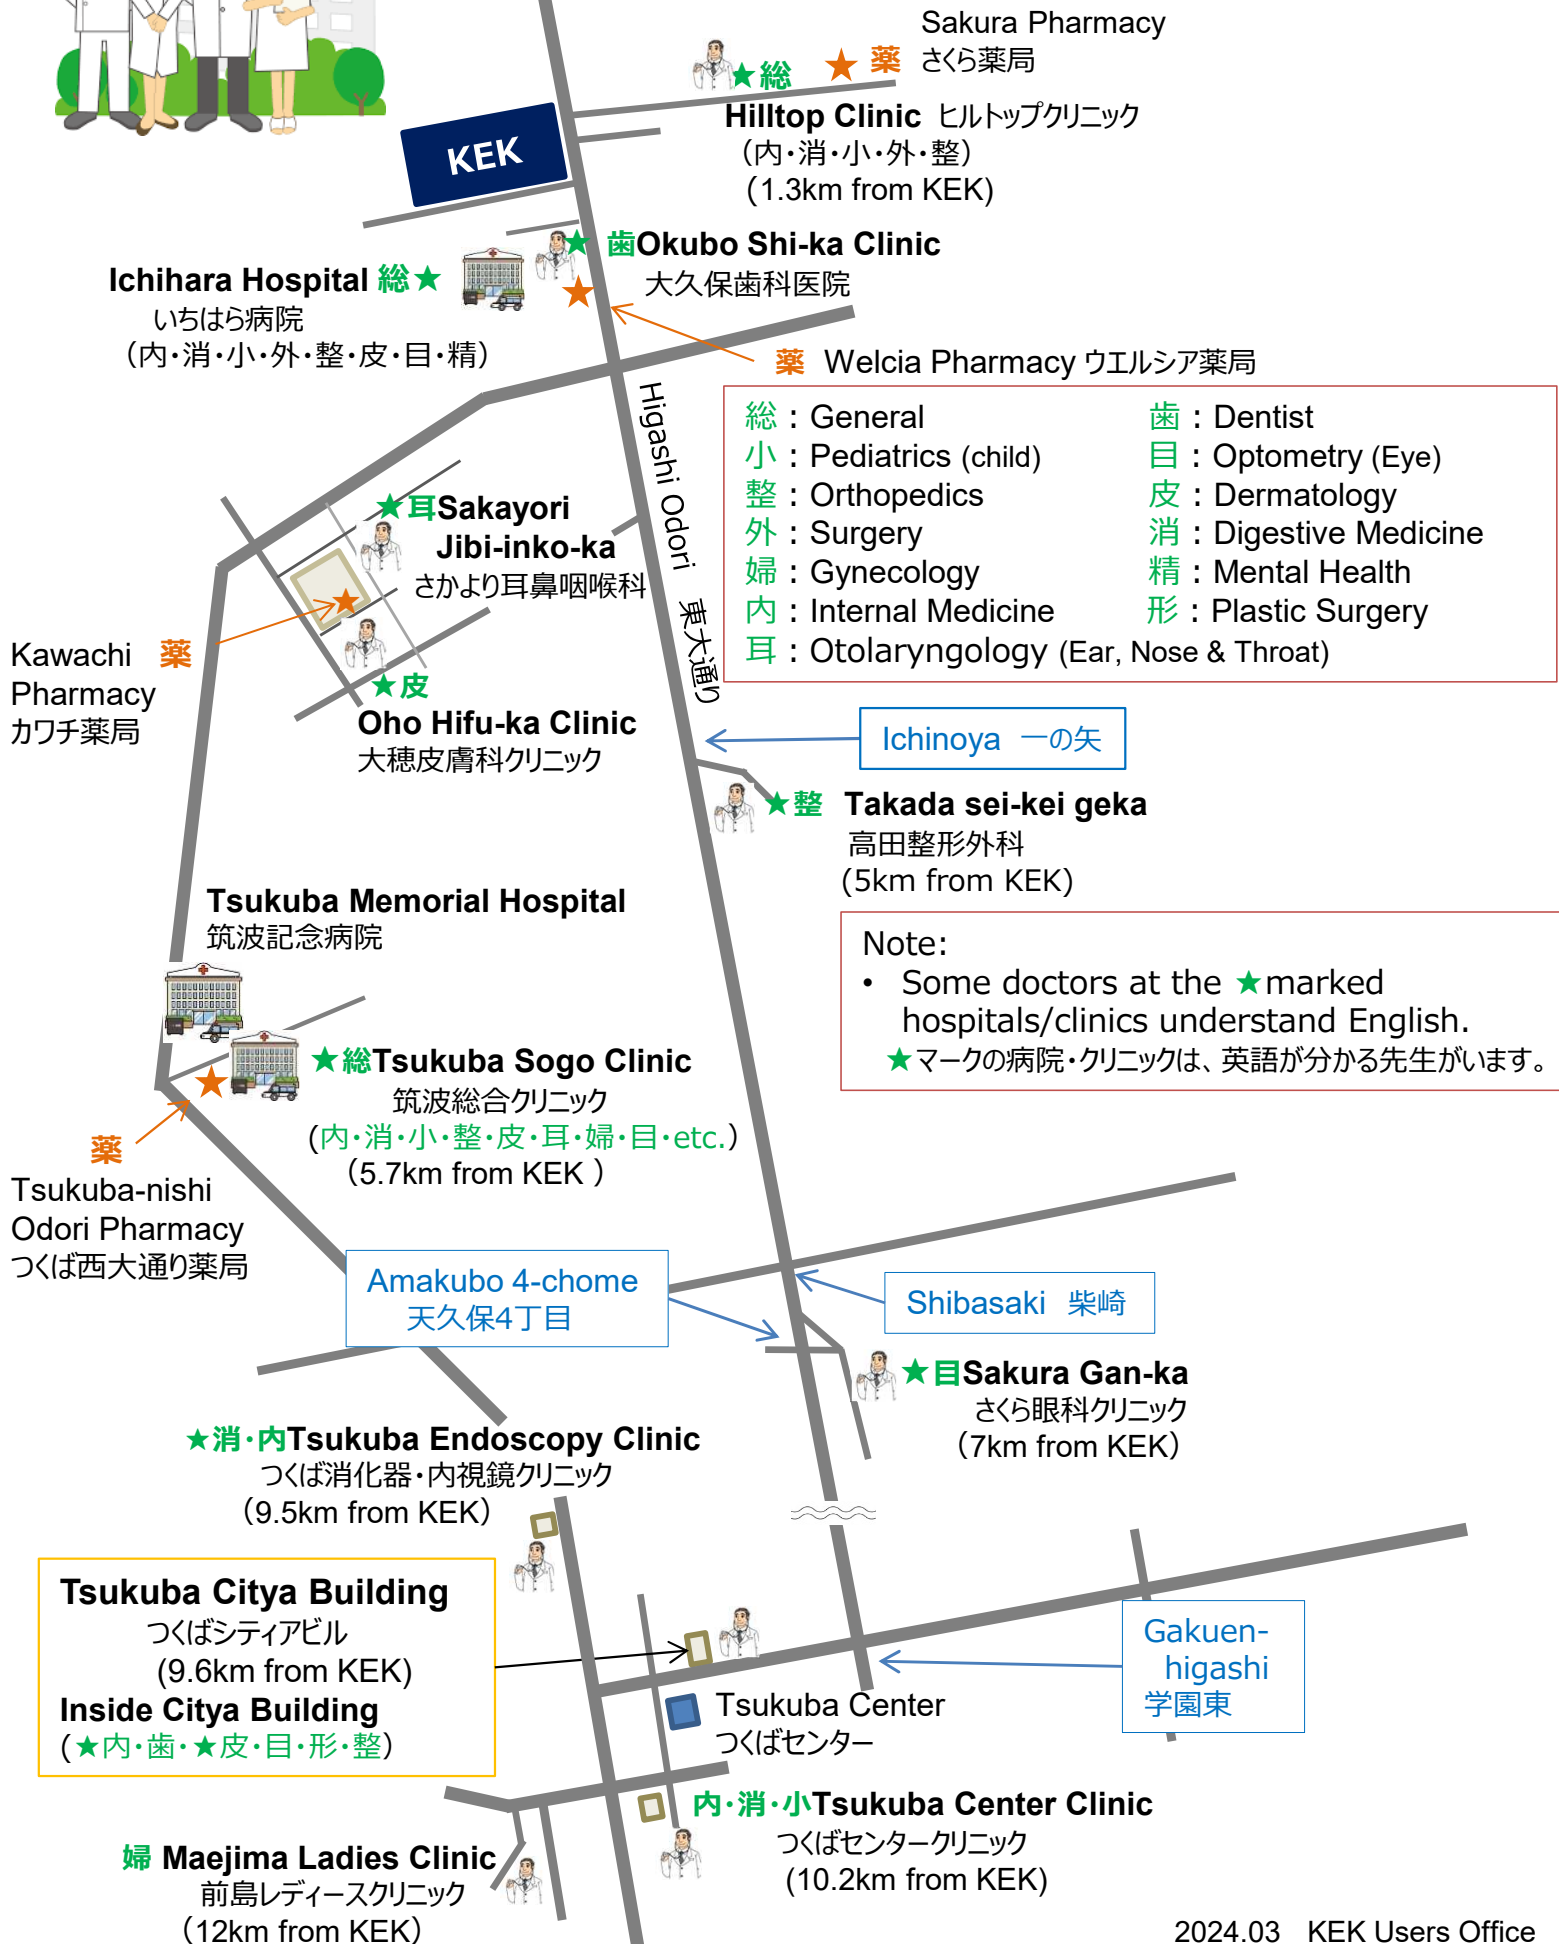 Sakura Pharmacy
★総 ★ 薬 さくら薬局
Hilltop Clinic ヒルトップクリニック
（内・消・小・外・整）
（1.3km from KEK)
KEK
★ 歯Okubo Shi-ka Clinic
大久保歯科医院
Ichihara Hospital 総★
いちはら病院
（内・消・小・外・整・皮・目・精）
薬 Welcia Pharmacy ウエルシア薬局
Higashi Odori 東大通り
総：General
歯：Dentist
小：Pediatrics (child)
目：Optometry (Eye)
整：Orthopedics
皮：Dermatology
外：Surgery
消：Digestive Medicine
婦：Gynecology
精：Mental Health
内：Internal Medicine
形：Plastic Surgery
耳：Otolaryngology (Ear, Nose & Throat)
★耳Sakayori
Jibi-inko-ka
さかより耳鼻咽喉科
Kawachi 薬
Pharmacy
カワチ薬局
★皮
Oho Hifu-ka Clinic
大穂皮膚科クリニック
Ichinoya 一の矢
★整 Takada sei-kei geka
高田整形外科
(5km from KEK)
Tsukuba Memorial Hospital
筑波記念病院
Note:
• Some doctors at the ★marked
hospitals/clinics understand English.
★マークの病院・クリニックは、英語が分かる先生がいます。
★総Tsukuba Sogo Clinic
筑波総合クリニック
(内・消・小・整・皮・耳・婦・目・etc.）
（5.7km from KEK ）
薬
Tsukuba-nishi
Odori Pharmacy
つくば西大通り薬局
Amakubo 4-chome
天久保4丁目
Shibasaki 柴崎
★目Sakura Gan-ka
さくら眼科クリニック
（7km from KEK）
★消・内Tsukuba Endoscopy Clinic
つくば消化器・内視鏡クリニック
（9.5km from KEK）
Tsukuba Citya Building
つくばシティアビル
(9.6km from KEK)
Inside Citya Building
(★内・歯・★皮・目・形・整）
Gakuen-
higashi
学園東
Tsukuba Center
つくばセンター
内・消・小Tsukuba Center Clinic
つくばセンタークリニック
(10.2km from KEK)
婦 Maejima Ladies Clinic
前島レディースクリニック
（12km from KEK）
2024.03 KEK Users Office